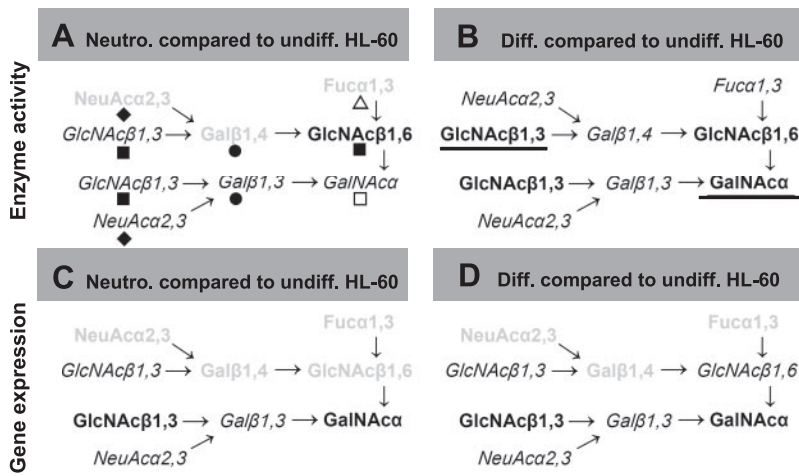 A Neutro. compared to undiff. HL-60
B Diff. compared to undiff. HL-60
Enzyme activity
Fucα1,3
NeuAcα2,3
GlcNAcβ1,3 → Galβ1,4 → GlcNAcβ1,6
GlcNAcβ1,3 → Galβ1,3 → GalNAcα
NeuAcα2,3
Fucα1,3
NeuAcα2,3
GlcNAcβ1,3 → Galβ1,4 → GlcNAcβ1,6
GlcNAcβ1,3 → Galβ1,3 → GalNAcα
NeuAcα2,3
C Neutro. compared to undiff. HL-60
D Diff. compared to undiff. HL-60
Gene expression
Fucα1,3
NeuAcα2,3
GlcNAcβ1,3 → Galβ1,4 → GlcNAcβ1,6
GlcNAcβ1,3 → Galβ1,3 → GalNAcα
NeuAcα2,3
Fucα1,3
NeuAcα2,3
GlcNAcβ1,3 → Galβ1,4 → GlcNAcβ1,6
GlcNAcβ1,3 → Galβ1,3 → GalNAcα
NeuAcα2,3